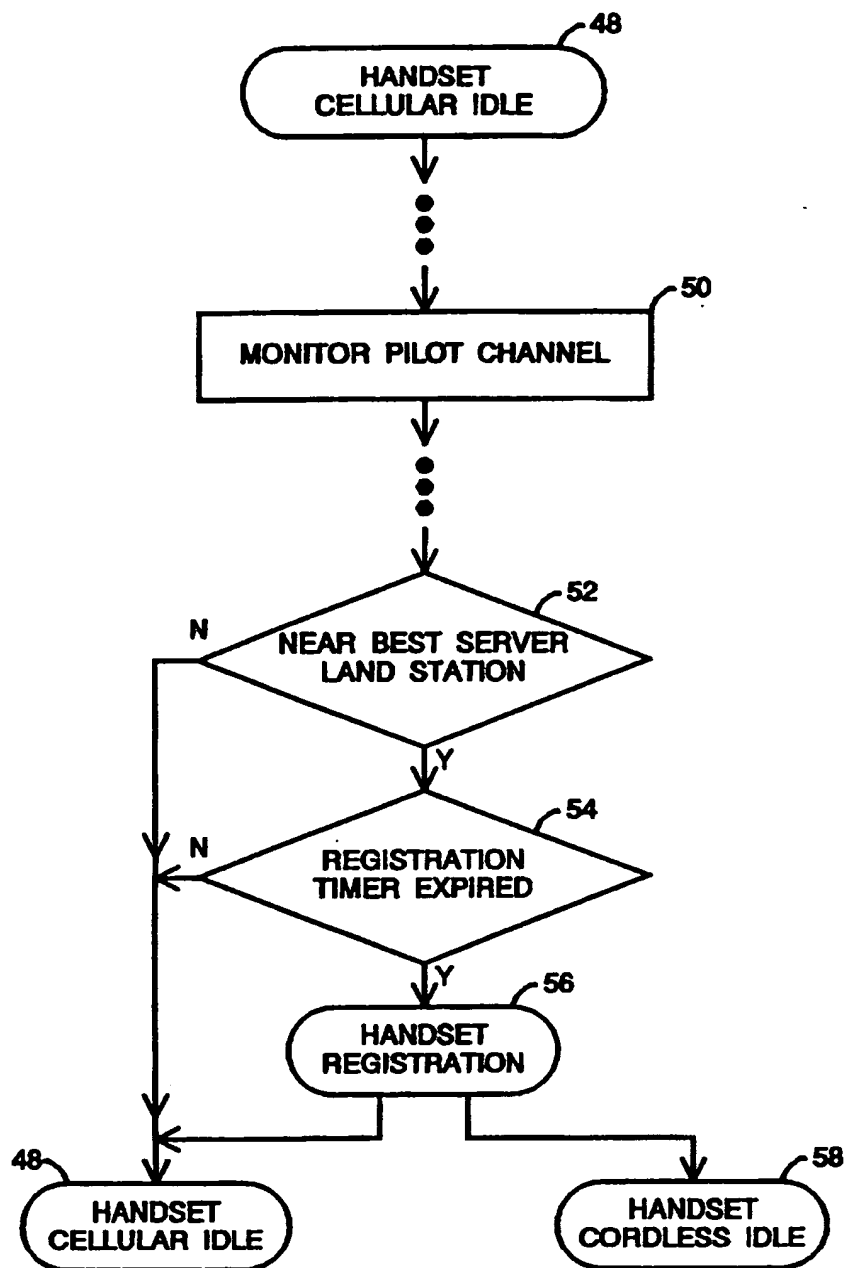 48
HANDSET
CELLULAR IDLE
50
MONITOR PILOT CHANNEL
52
N
NEAR BEST SERVER
LAND STATION
Y
54
N
REGISTRATION
TIMER EXPIRED
Y
56
HANDSET
REGISTRATION
48
HANDSET
CELLULAR IDLE
58
HANDSET
CORDLESS IDLE